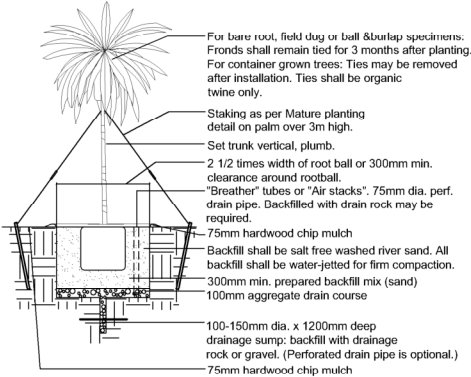 For bare root, field dug or ball &burlap specimens:
Fronds shall remain tied for 3 months after planting.
For container grown trees: Ties may be removed
after installation. Ties shall be organic
twine only.
Staking as per Mature planting
detail on palm over 3m high.
Set trunk vertical, plumb.
2 1/2 times width of root ball or 300mm min.
clearance around rootball.
"Breather" tubes or "Air stacks". 75mm dia. perf.
drain pipe. Backfilled with drain rock may be
required.
75mm hardwood chip mulch
Backfill shall be salt free washed river sand. All
backfill shall be water-jetted for firm compaction.
300mm min. prepared backfill mix (sand)
100mm aggregate drain course
100-150mm dia. x 1200mm deep
drainage sump: backfill with drainage
rock or gravel. (Perforated drain pipe is optional.)
75mm hardwood chip mulch